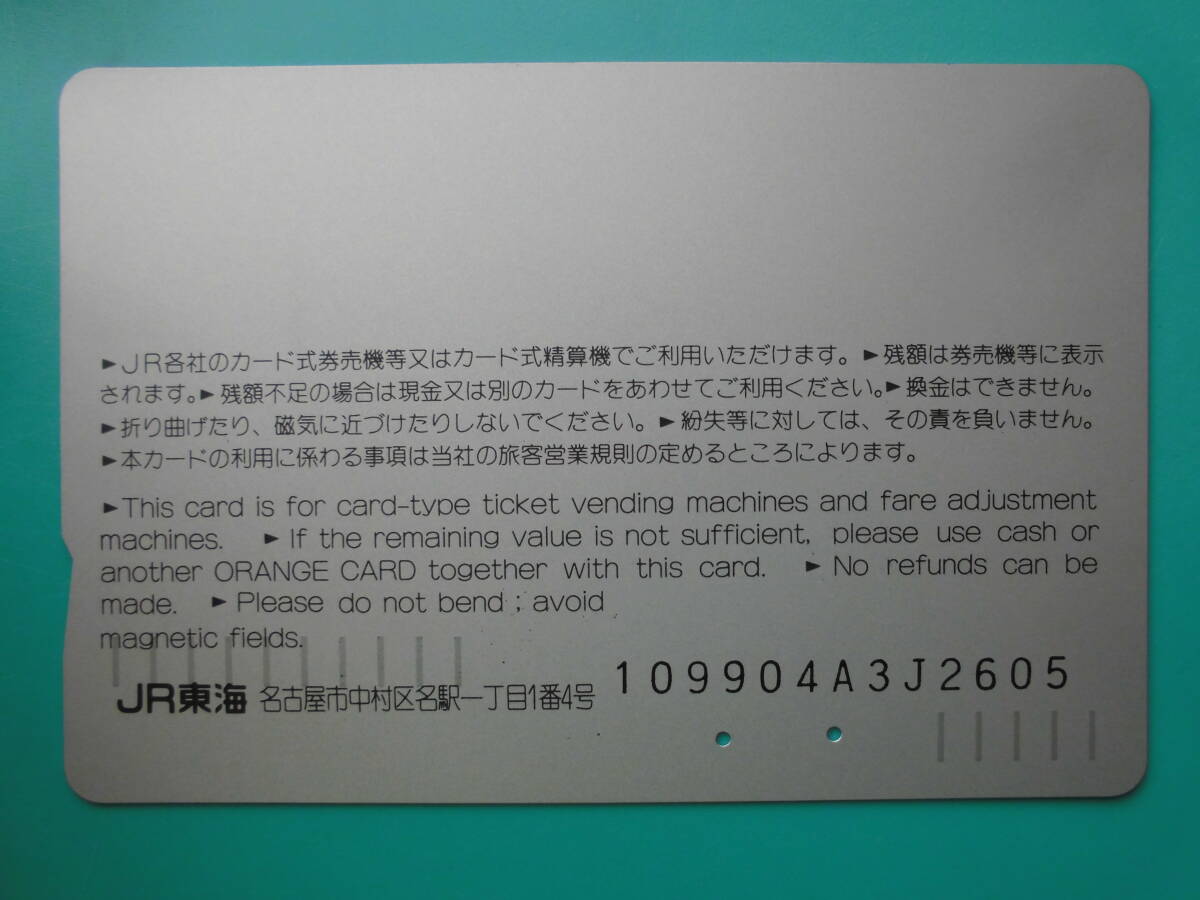 ►JR各社のカード式券売機等又はカード式精算機でご利用いただけます。►残額は券売機等に表示
されます。►残額不足の場合は現金又は別のカードをあわせてご利用ください。►換金はできません。
►折り曲げたり、磁気に近づけたりしないでください。►紛失等に対しては、その責を負いません。
►本カードの利用に係わる事項は当社の旅客営業規則の定めるところによります。
►This card is for card-type ticket vending machines and fare adjustment
machines. ►If the remaining value is not sufficient, please use cash or
another ORANGE CARD together with this card. ►No refunds can be
made. ►Please do not bend ; avoid
magnetic fields.
JR東海 名古屋市中村区名駅一丁目1番4号 109904A3J2605